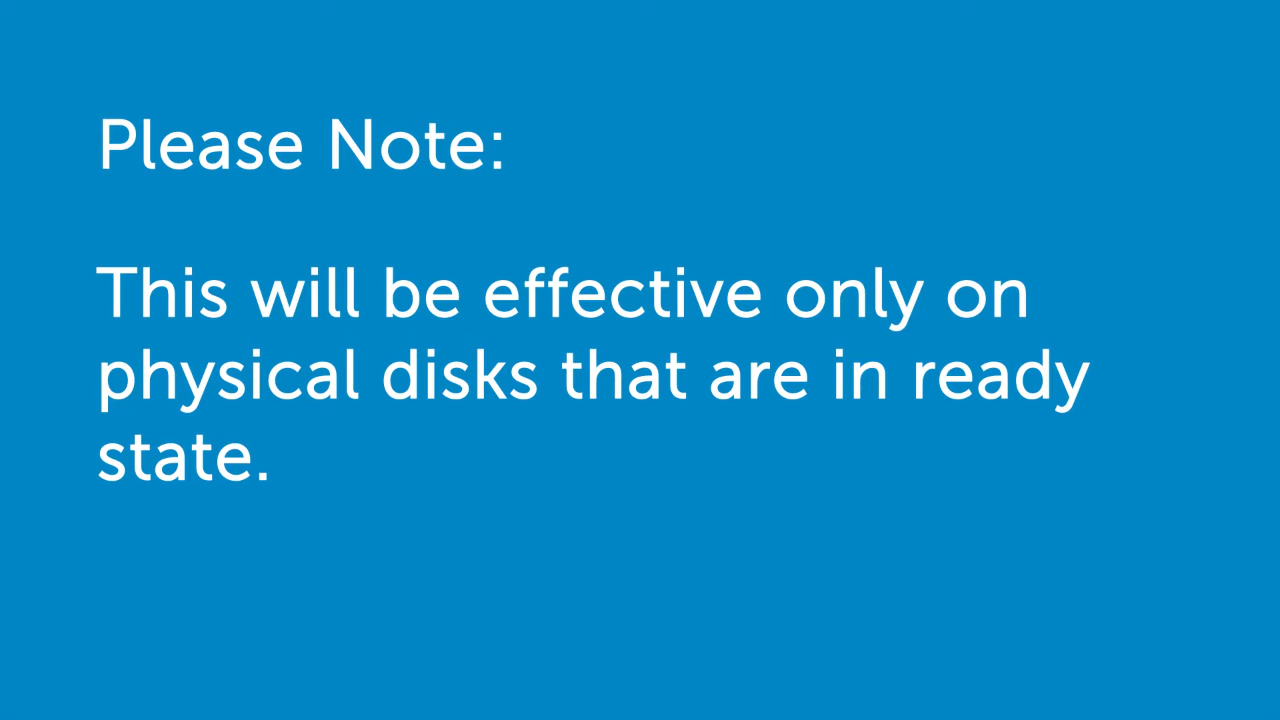 Please Note:
This will be effective only on
physical disks that are in ready
state.